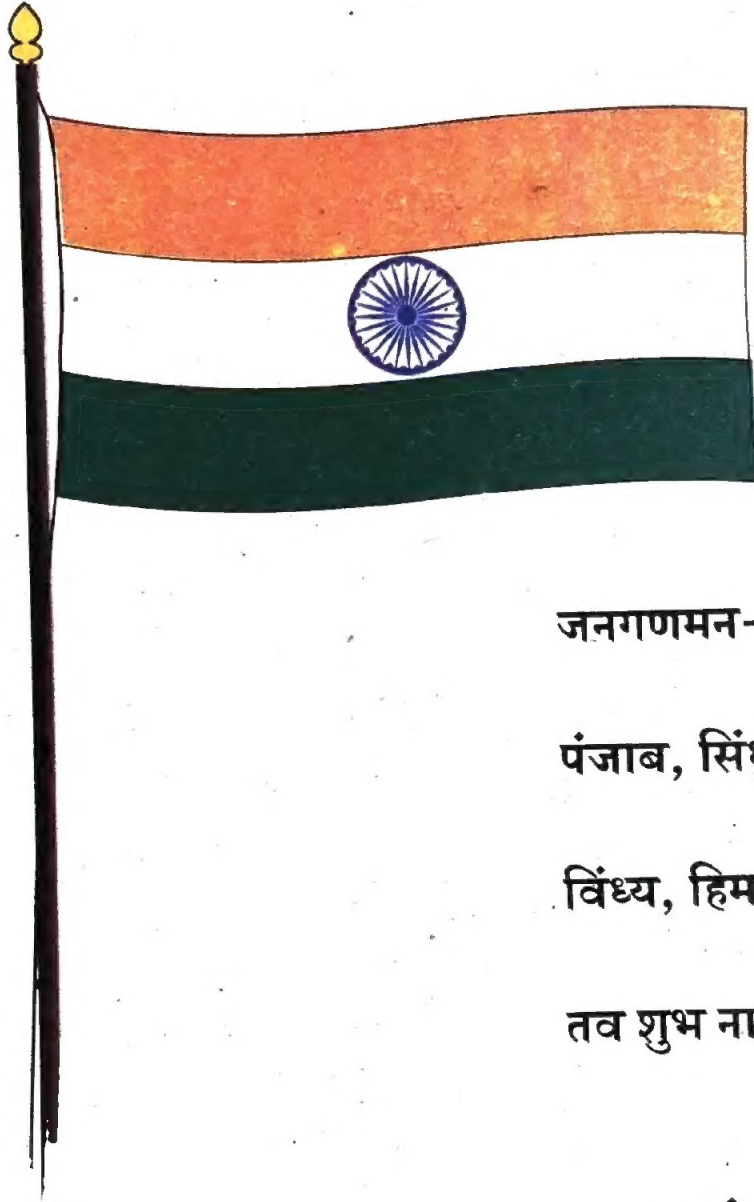 जनगणमन-
पंजाब, सिं
विंध्य, हिम
तव शुभ ना